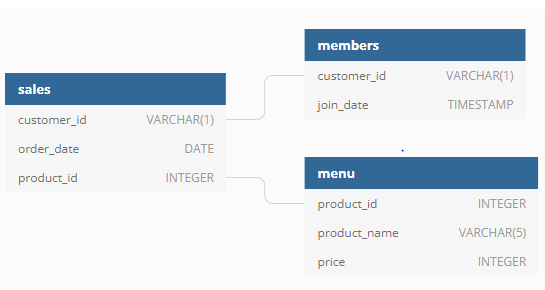 sales
customer_id VARCHAR(1)
order_date DATE
product_id INTEGER
members
customer_id VARCHAR(1)
join_date TIMESTAMP
menu
product_id INTEGER
product_name VARCHAR(5)
price INTEGER